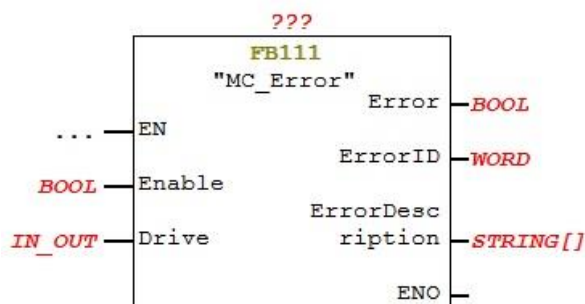 ???
FB111
"MC_Error"
Error BOOL
... EN
ErrorID WORD
BOOL Enable
ErrorDesc
IN_OUT Drive ription STRING[]
ENO